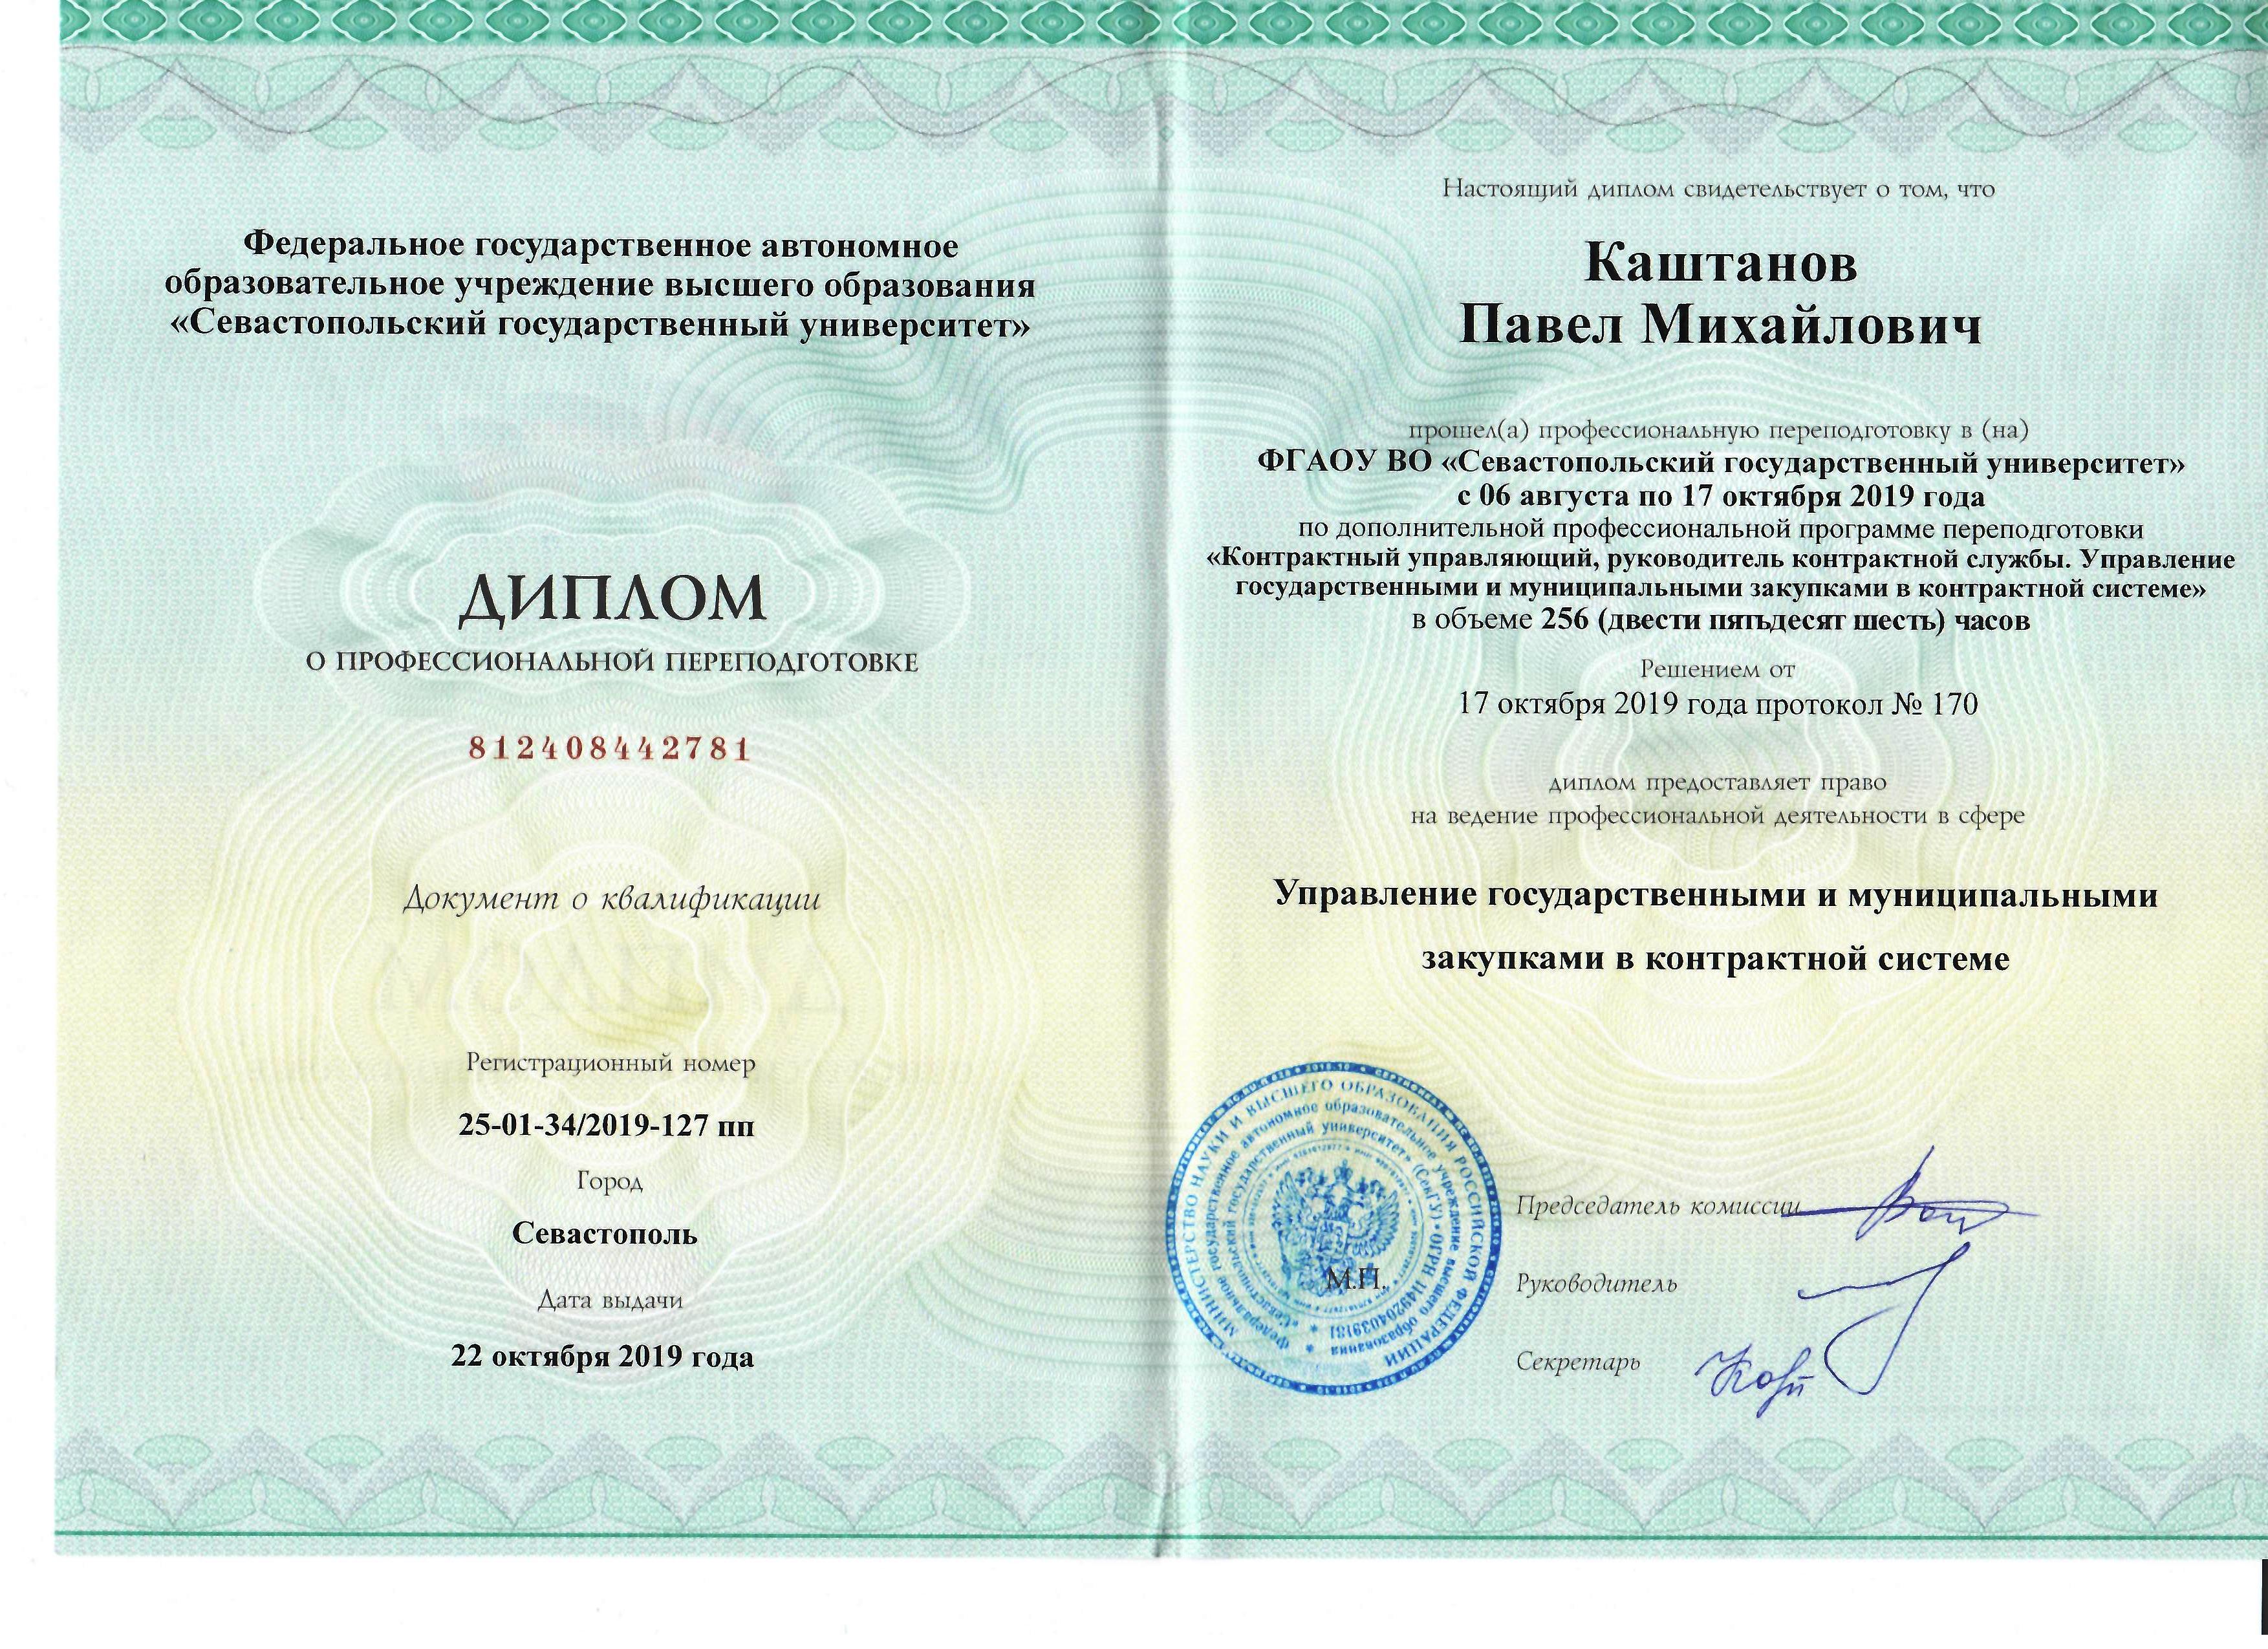 Федеральное государственное автономное
образовательное учреждение высшего образования
«Севастопольский государственный университет»
ДИПЛОМ
О ПРОФЕССИОНАЛЬНОЙ ПЕРЕПОДГОТОВКЕ
812408442781
Документ о квалификации
Регистрационный номер
25-01-34/2019-127 пп
Город
Севастополь
Дата выдачи
22 октября 2019 года
Настоящий диплом свидетельствует о том, что
Каштанов
Павел Михайлович
прошел(а) профессиональную переподготовку в (на)
ФГАОУ ВО «Севастопольский государственный университет»
с 06 августа по 17 октября 2019 года
по дополнительной профессиональной программе переподготовки
«Контрактный управляющий, руководитель контрактной службы. Управление
государственными и муниципальными закупками в контрактной системе»
в объеме 256 (двести пятьдесят шесть) часов
Решением от
17 октября 2019 года протокол № 170
диплом предоставляет право
на ведение профессиональной деятельности в сфере
Управление государственными и муниципальными
закупками в контрактной системе
МИНИСТЕРСТВО НАУКИ И ВЫСШЕГО ОБРАЗОВАНИЯ РОССИЙСКОЙ ФЕДЕРАЦИИ
Федеральное государственное автономное образовательное учреждение высшего образования
«Севастопольский государственный университет» (СевГУ) * ОГРН 1149204039181 *
М.П.
Председатель комиссии
Руководитель
Секретарь